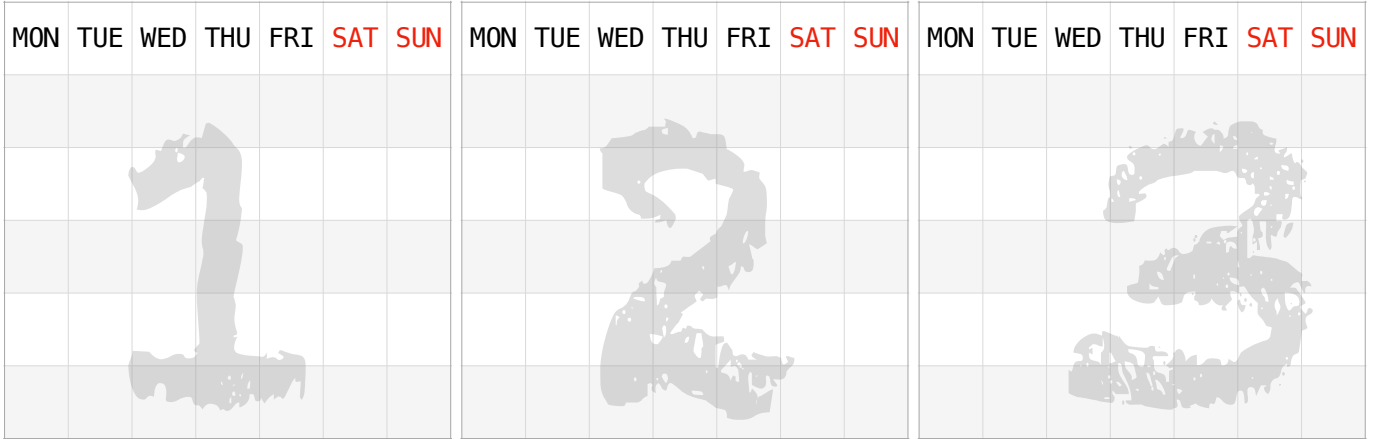 MON TUE WED THU FRI SAT SUN MON TUE WED THU FRI SAT SUN MON TUE WED THU FRI SAT SUN
1 2 3